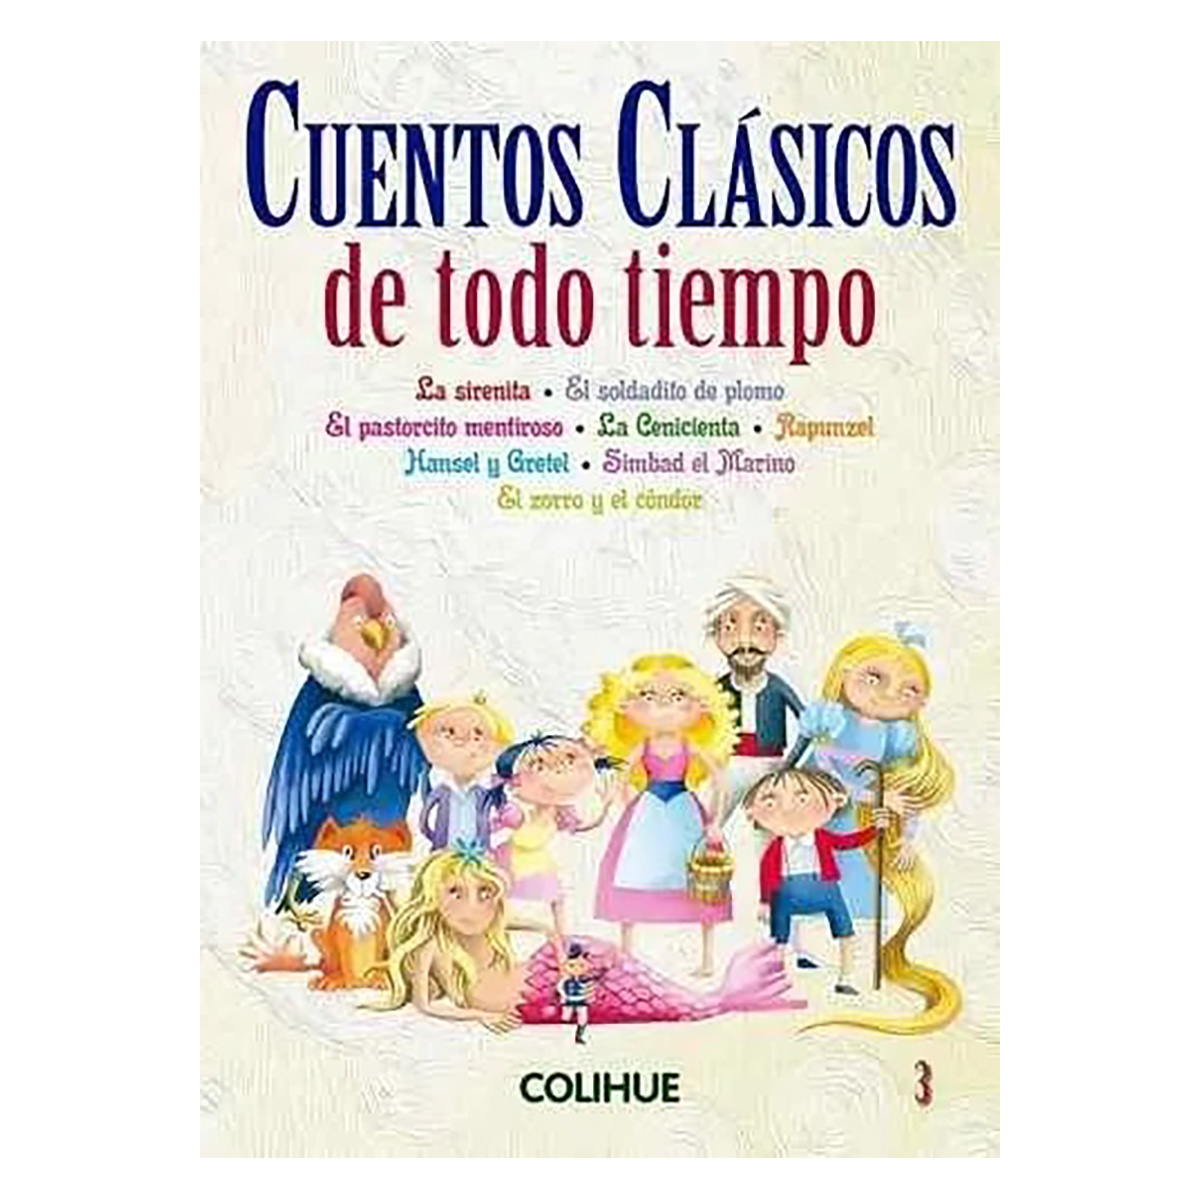 CUENTOS CLÁSICOS
de todo tiempo
La sirenita • El soldadito de plomo
El pastorcito mentiroso • La Cenicienta • Rapunzel
Hansel y Gretel • Simbad el Marino
El zorro y el cóndor
COLIHUE
3